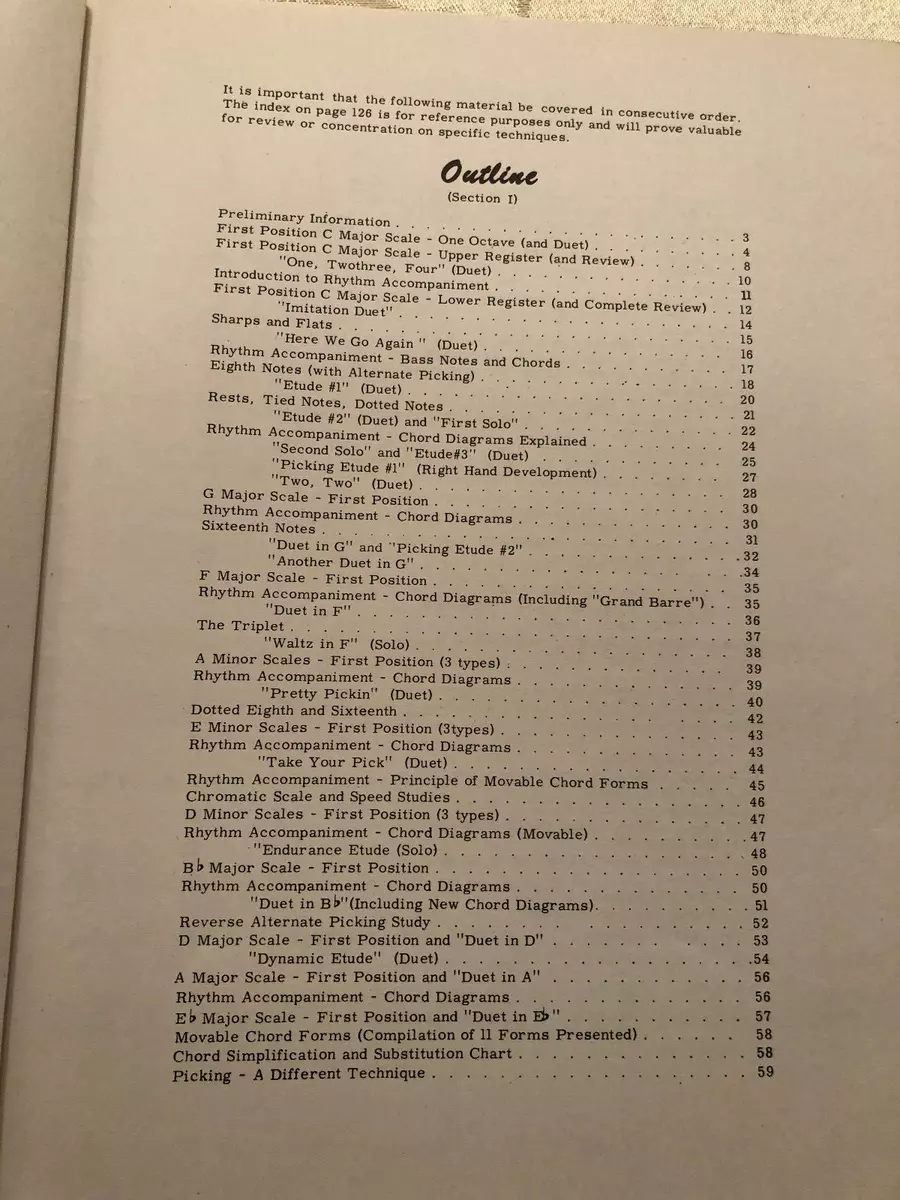 It is important that the following material be covered in consecutive order.
The index on page 126 is for reference purposes only and will prove valuable
for review or concentration on specific techniques.
Outline
(Section I)
Preliminary Information . . . . . . . . . . 3
First Position C Major Scale - One Octave (and Duet) . . . . . . . . . . 4
First Position C Major Scale - Upper Register (and Review) . . . . . . . 8
"One, Twothree, Four" (Duet) . . . . . . . . . . 10
Introduction to Rhythm Accompaniment . . . . . . . . . . 11
First Position C Major Scale - Lower Register (and Complete Review) . . 12
"Imitation Duet" . . . . . . . . . . 14
Sharps and Flats . . . . . . . . . . 15
"Here We Go Again " (Duet) . . . . . . . . . . 16
Rhythm Accompaniment - Bass Notes and Chords . . . . . . . . . . 17
Eighth Notes (with Alternate Picking) . . . . . . . . . . 18
"Etude #1" (Duet) . . . . . . . . . . 20
Rests, Tied Notes, Dotted Notes . . . . . . . . . . 21
"Etude #2" (Duet) and "First Solo" . . . . . . . . . . 22
Rhythm Accompaniment - Chord Diagrams Explained . . . . . . . . . . 24
"Second Solo" and "Etude#3" (Duet) . . . . . . . . . . 25
"Picking Etude #1" (Right Hand Development) . . . . . . . . . . 27
"Two, Two" (Duet) . . . . . . . . . . 28
G Major Scale - First Position . . . . . . . . . . 30
Rhythm Accompaniment - Chord Diagrams . . . . . . . . . . 30
Sixteenth Notes . . . . . . . . . . 31
"Duet in G" and "Picking Etude #2" . . . . . . . . . . 32
"Another Duet in G" . . . . . . . . . . 34
F Major Scale - First Position . . . . . . . . . . 35
Rhythm Accompaniment - Chord Diagrams (Including "Grand Barre") . . 35
"Duet in F" . . . . . . . . . . 36
The Triplet . . . . . . . . . . 37
"Waltz in F" (Solo) . . . . . . . . . . 38
A Minor Scales - First Position (3 types) . . . . . . . . . . 39
Rhythm Accompaniment - Chord Diagrams . . . . . . . . . . 39
"Pretty Pickin" (Duet) . . . . . . . . . . 40
Dotted Eighth and Sixteenth . . . . . . . . . . 42
E Minor Scales - First Position (3types) . . . . . . . . . . 43
Rhythm Accompaniment - Chord Diagrams . . . . . . . . . . 43
"Take Your Pick" (Duet) . . . . . . . . . . 44
Rhythm Accompaniment - Principle of Movable Chord Forms . . . . . 45
Chromatic Scale and Speed Studies . . . . . . . . . . 46
D Minor Scales - First Position (3 types) . . . . . . . . . . 47
Rhythm Accompaniment - Chord Diagrams (Movable) . . . . . . . . . . 47
"Endurance Etude (Solo) . . . . . . . . . . 48
B♭ Major Scale - First Position . . . . . . . . . . 50
Rhythm Accompaniment - Chord Diagrams . . . . . . . . . . 50
"Duet in B♭"(Including New Chord Diagrams). . . . . . . . . . 51
Reverse Alternate Picking Study . . . . . . . . . . 52
D Major Scale - First Position and "Duet in D" . . . . . . . . . . 53
"Dynamic Etude" (Duet) . . . . . . . . . . 54
A Major Scale - First Position and "Duet in A" . . . . . . . . . . 56
Rhythm Accompaniment - Chord Diagrams . . . . . . . . . . 56
E♭ Major Scale - First Position and "Duet in E♭" . . . . . . . . . . 57
Movable Chord Forms (Compilation of 11 Forms Presented) . . . . . . 58
Chord Simplification and Substitution Chart . . . . . . . . . . 58
Picking - A Different Technique . . . . . . . . . . 59